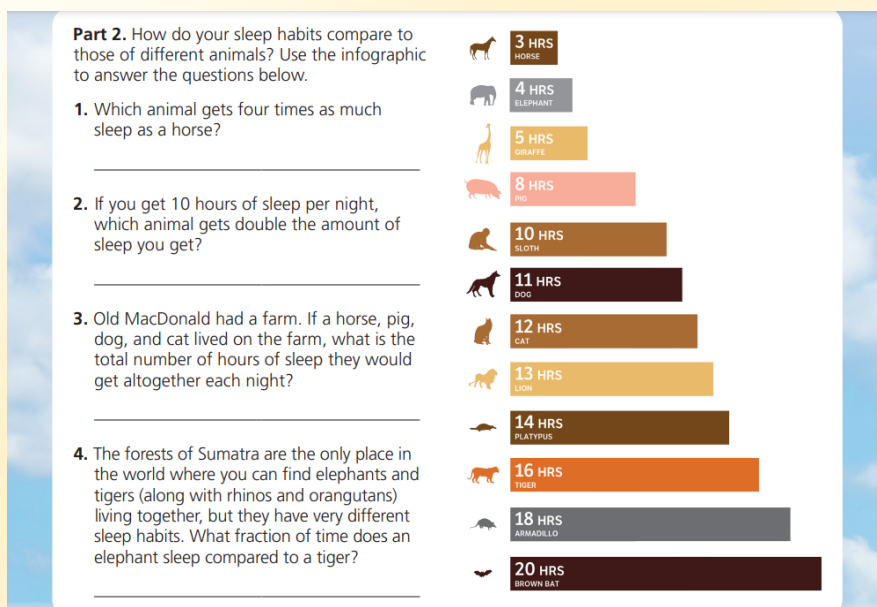 Part 2. How do your sleep habits compare to
those of different animals? Use the infographic
to answer the questions below.
1. Which animal gets four times as much
sleep as a horse?
2. If you get 10 hours of sleep per night,
which animal gets double the amount of
sleep you get?
3. Old MacDonald had a farm. If a horse, pig,
dog, and cat lived on the farm, what is the
total number of hours of sleep they would
get altogether each night?
4. The forests of Sumatra are the only place in
the world where you can find elephants and
tigers (along with rhinos and orangutans)
living together, but they have very different
sleep habits. What fraction of time does an
elephant sleep compared to a tiger?
3 HRS
HORSE
4 HRS
ELEPHANT
5 HRS
GIRAFFE
8 HRS
PIG
10 HRS
SLOTH
11 HRS
DOG
12 HRS
CAT
13 HRS
LION
14 HRS
PLATYPUS
16 HRS
TIGER
18 HRS
ARMADILLO
20 HRS
BROWN BAT